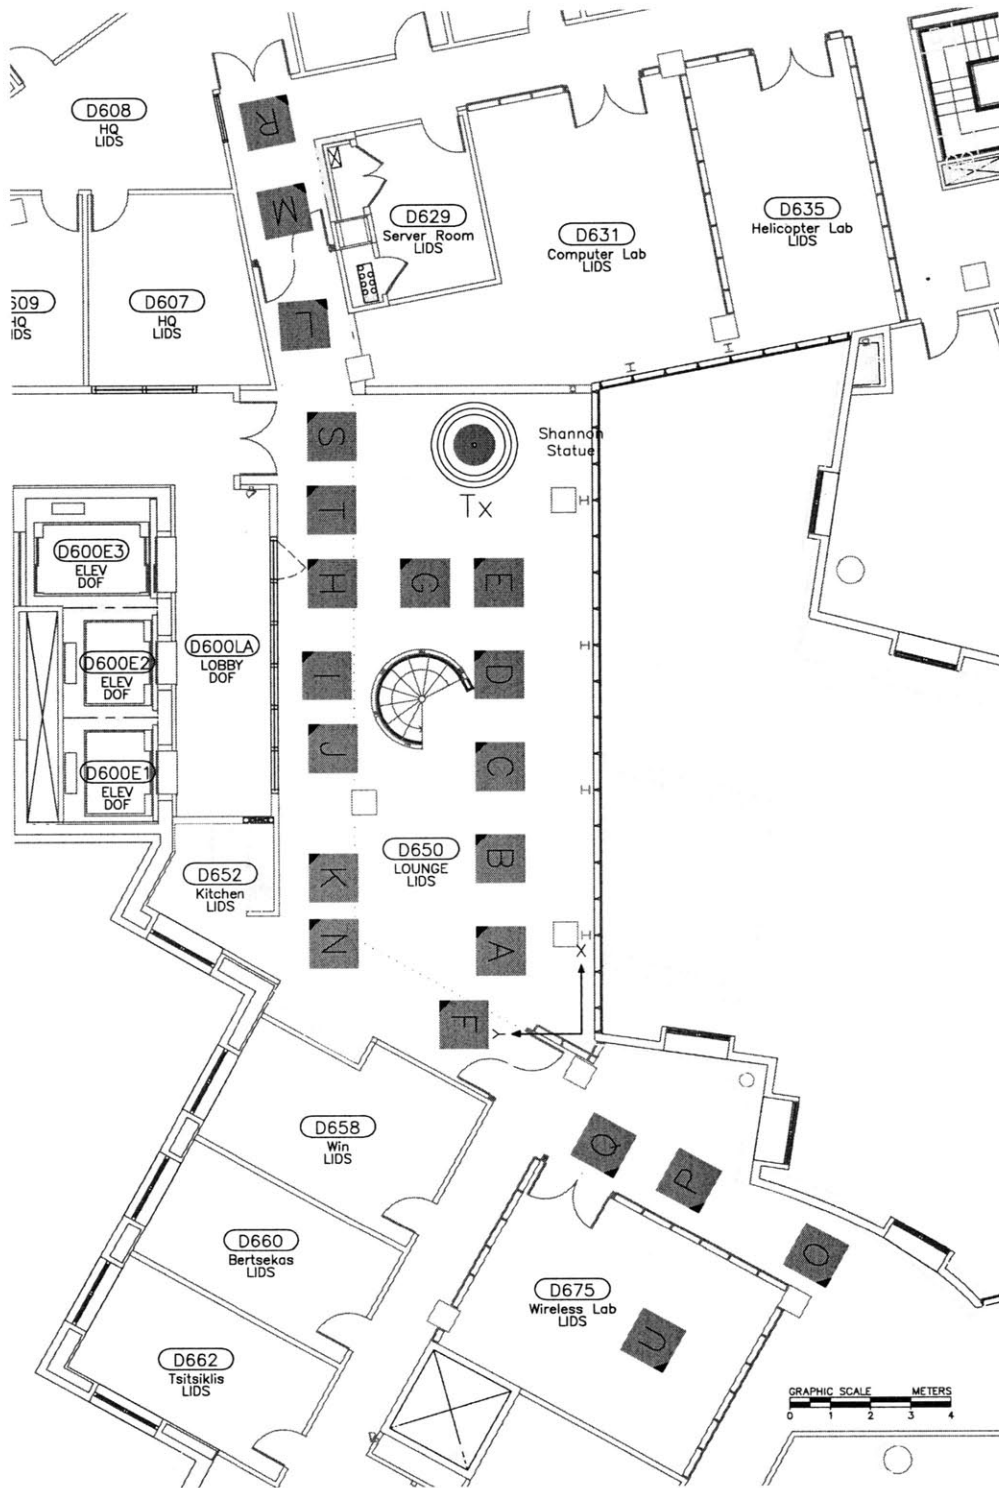 D608
HQ
LIDS
R
M
D629
Server Room
LIDS
D631
Computer Lab
LIDS
D635
Helicopter Lab
LIDS
609
HQ
IDS
D607
HQ
LIDS
L
S
Shannon
Statue
Tx
T
D600E3
ELEV
DOF
H
G
E
D600E2
ELEV
DOF
D600LA
LOBBY
DOF
I
D
J
C
D600E1
ELEV
DOF
D650
LOUNGE
LIDS
B
D652
Kitchen
LIDS
K
N
A
X
F
Y
D658
Win
LIDS
Q
P
D660
Bertsekas
LIDS
O
D675
Wireless Lab
LIDS
U
D662
Tsitsiklis
LIDS
GRAPHIC SCALE METERS
0 1 2 3 4